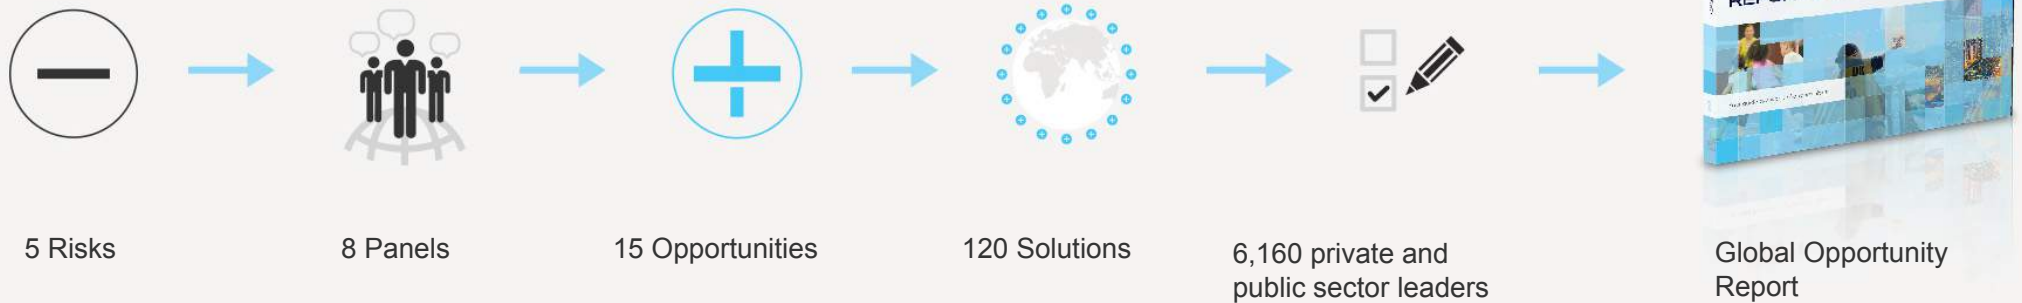 5 Risks
8 Panels
15 Opportunities
120 Solutions
6,160 private and
public sector leaders
Global Opportunity
Report